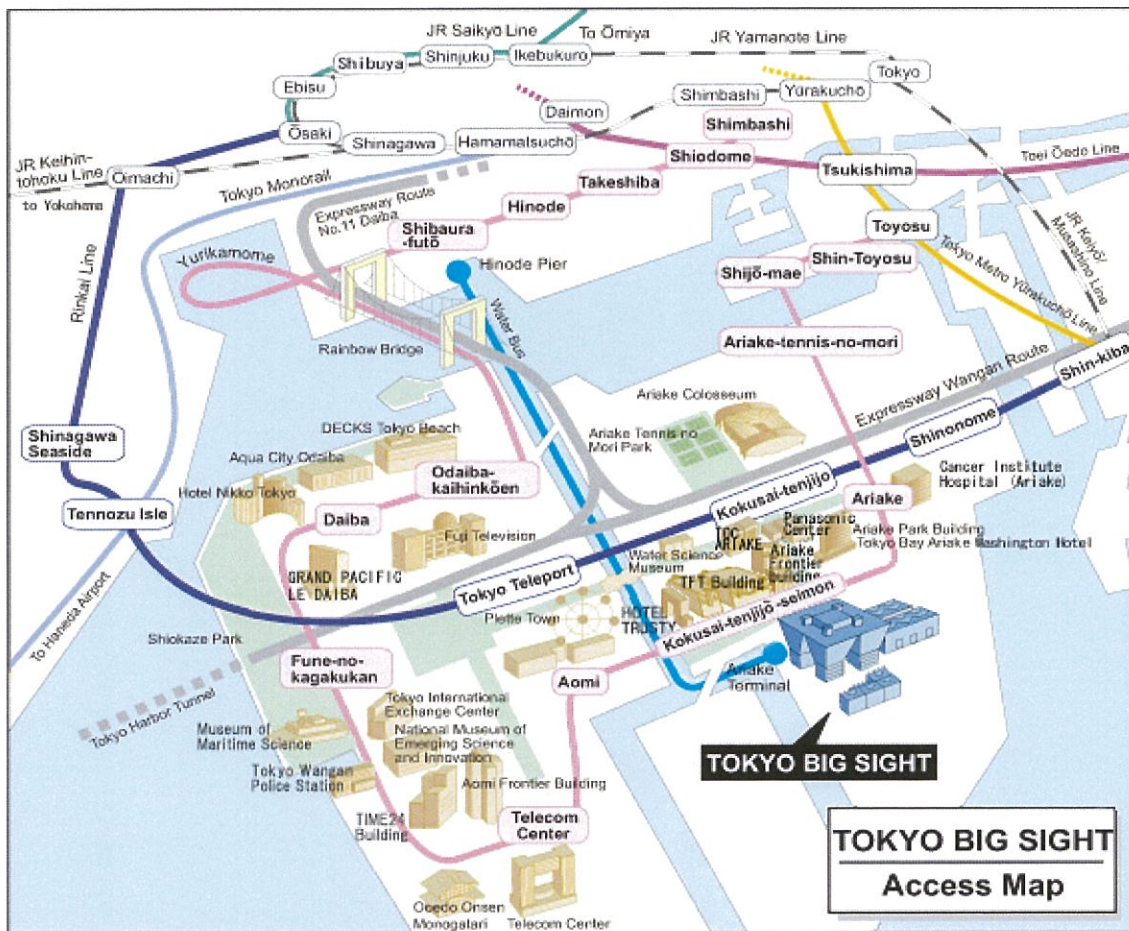 JR Saikyō Line
To Ōmiya
JR Yamanote Line
Shibuya
Shinjuku
Ikebukuro
Tokyo
Ebisu
Daimon
Shimbashi
Yūrakuchō
Ōsaki
Shinagawa
Hamamalsuchō
Shimbashi
Shiodome
JR Keihin-
tohoku Line
to Yokohama
Oimachi
Tokyo Monorail
Takeshiba
Tsukishima
Toei Ōedo Line
Expressway Route
No.11 Daiba
Hinode
Shibaura
-futō
Toyosu
Yurikamome
Hinode Pier
Shin-Toyosu
Shijō-mae
JR Keiyō/
Musashino Line
Tokyo Metro Yūrakuchō Line
Rinkai Line
Water Bus
Rainbow Bridge
Ariake-tennis-no-mori
Shin-kiba
Expressway Wangan Route
Ariake Colosseum
DECKS Tokyo Beach
Ariake Tennis no
Mori Park
Shinonome
Shinagawa
Seaside
Aqua City Odaiba
Odaiba-
kaihinkōen
Kokusai-tenjijo
Cancer Institute
Hospital (Ariake)
Hotel Nikko Tokyo
Ariake
Tennozu Isle
Daiba
Fuji Television
TOC
ARIAKE
Panasonic
Center
Ariake Park Building
Tokyo Bay Ariake Washington Hotel
Water Science
Museum
Ariake
Frontier
building
GRAND PACIFIC
LE DAIBA
Tokyo Teleport
TFT Building
To Haneda Airport
Plette Town
HOTEL
TRUSTY
Kokusai-tenjijō-seimon
Shiokaze Park
Fune-no-
kagakukan
Aomi
Ariake
Terminal
Tokyo Harbor Tunnel
Tokyo International
Exchange Center
Museum of
Maritime Science
National Museum of
Emerging Science
and Innovation
TOKYO BIG SIGHT
Tokyo Wangan
Police Station
Aomi Frontier Building
TIME24
Building
Telecom
Center
TOKYO BIG SIGHT
Access Map
Ooedo Onsen
Monogatari
Telecom Center